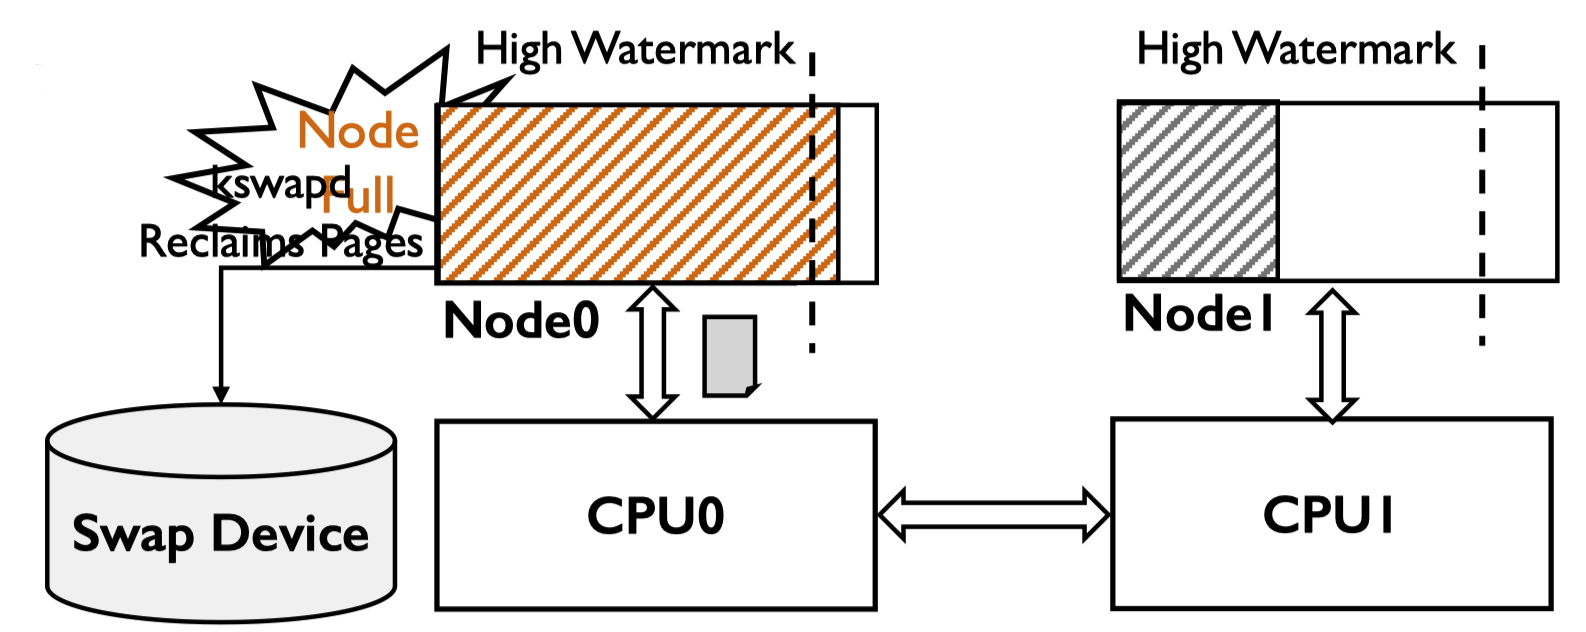 High Watermark
High Watermark
Node
Full
kswapd
Reclaims Pages
Node0
Node1
Swap Device
CPU0
CPU1